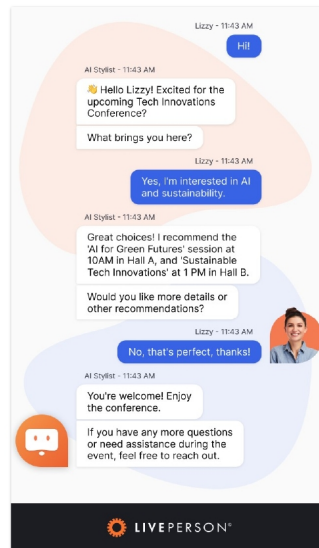 Lizzy - 11:43 AM
Hi!
AI Stylist - 11:43 AM
👋 Hello Lizzy! Excited for the
upcoming Tech Innovations
Conference?
What brings you here?
Lizzy - 11:43 AM
Yes, I'm interested in AI
and sustainability.
AI Stylist - 11:43 AM
Great choices! I recommend the
'AI for Green Futures' session at
10AM in Hall A, and 'Sustainable
Tech Innovations' at 1 PM in Hall B.
Would you like more details or
other recommendations?
Lizzy - 11:43 AM
No, that's perfect, thanks!
AI Stylist - 11:43 AM
You're welcome! Enjoy
the conference.
If you have any more questions
or need assistance during the
event, feel free to reach out.
LIVEPERSON®